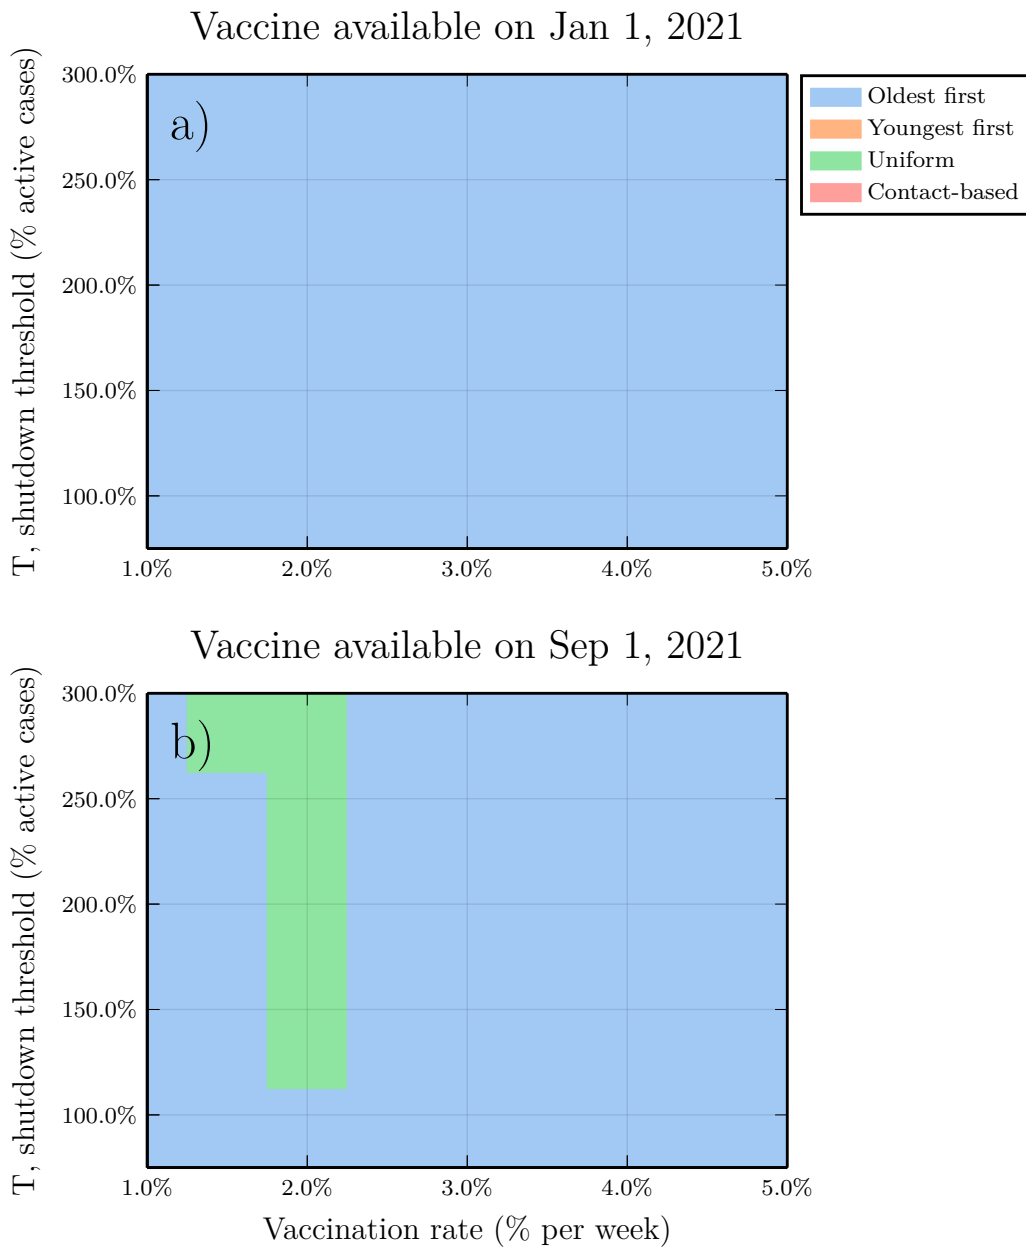 Vaccine available on Jan 1, 2021
T, shutdown threshold (% active cases)
300.0%
250.0%
200.0%
150.0%
100.0%
a)
1.0% 2.0% 3.0% 4.0% 5.0%
Oldest first
Youngest first
Uniform
Contact-based
Vaccine available on Sep 1, 2021
T, shutdown threshold (% active cases)
300.0%
250.0%
200.0%
150.0%
100.0%
b)
1.0% 2.0% 3.0% 4.0% 5.0%
Vaccination rate (% per week)